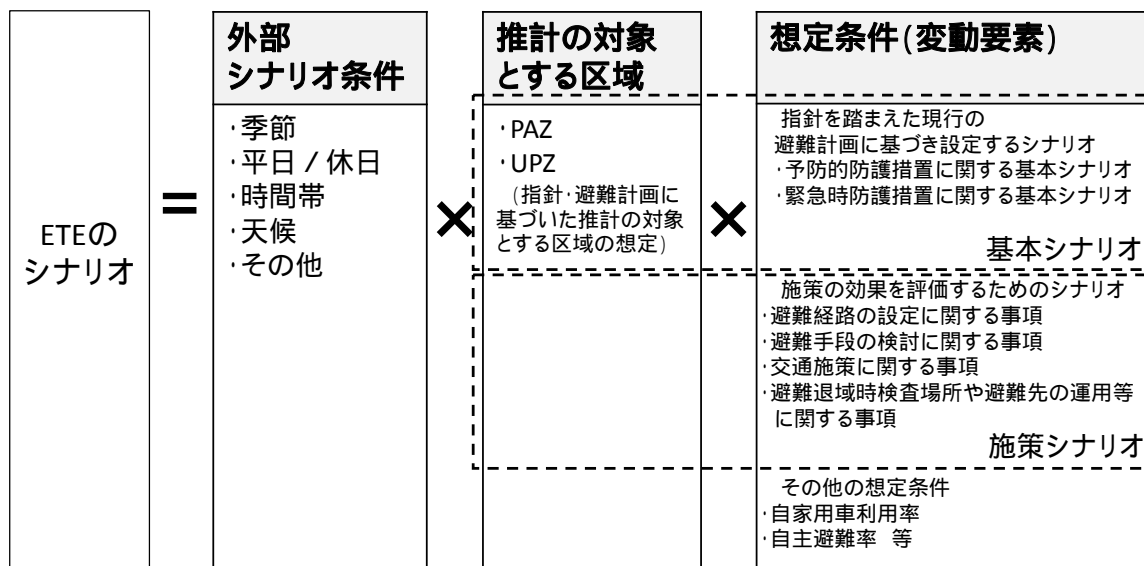 ETEの
シナリオ
=
外部
シナリオ条件
・季節
・平日 / 休日
・時間帯
・天候
・その他
×
推計の対象
とする区域
・PAZ
・UPZ
(指針・避難計画に
基づいた推計の対象
とする区域の想定)
×
想定条件(変動要素)
指針を踏まえた現行の
避難計画に基づき設定するシナリオ
・予防的防護措置に関する基本シナリオ
・緊急時防護措置に関する基本シナリオ
基本シナリオ
施策の効果を評価するためのシナリオ
・避難経路の設定に関する事項
・避難手段の検討に関する事項
・交通施策に関する事項
・避難退域時検査場所や避難先の運用等
に関する事項
施策シナリオ
その他の想定条件
・自家用車利用率
・自主避難率 等